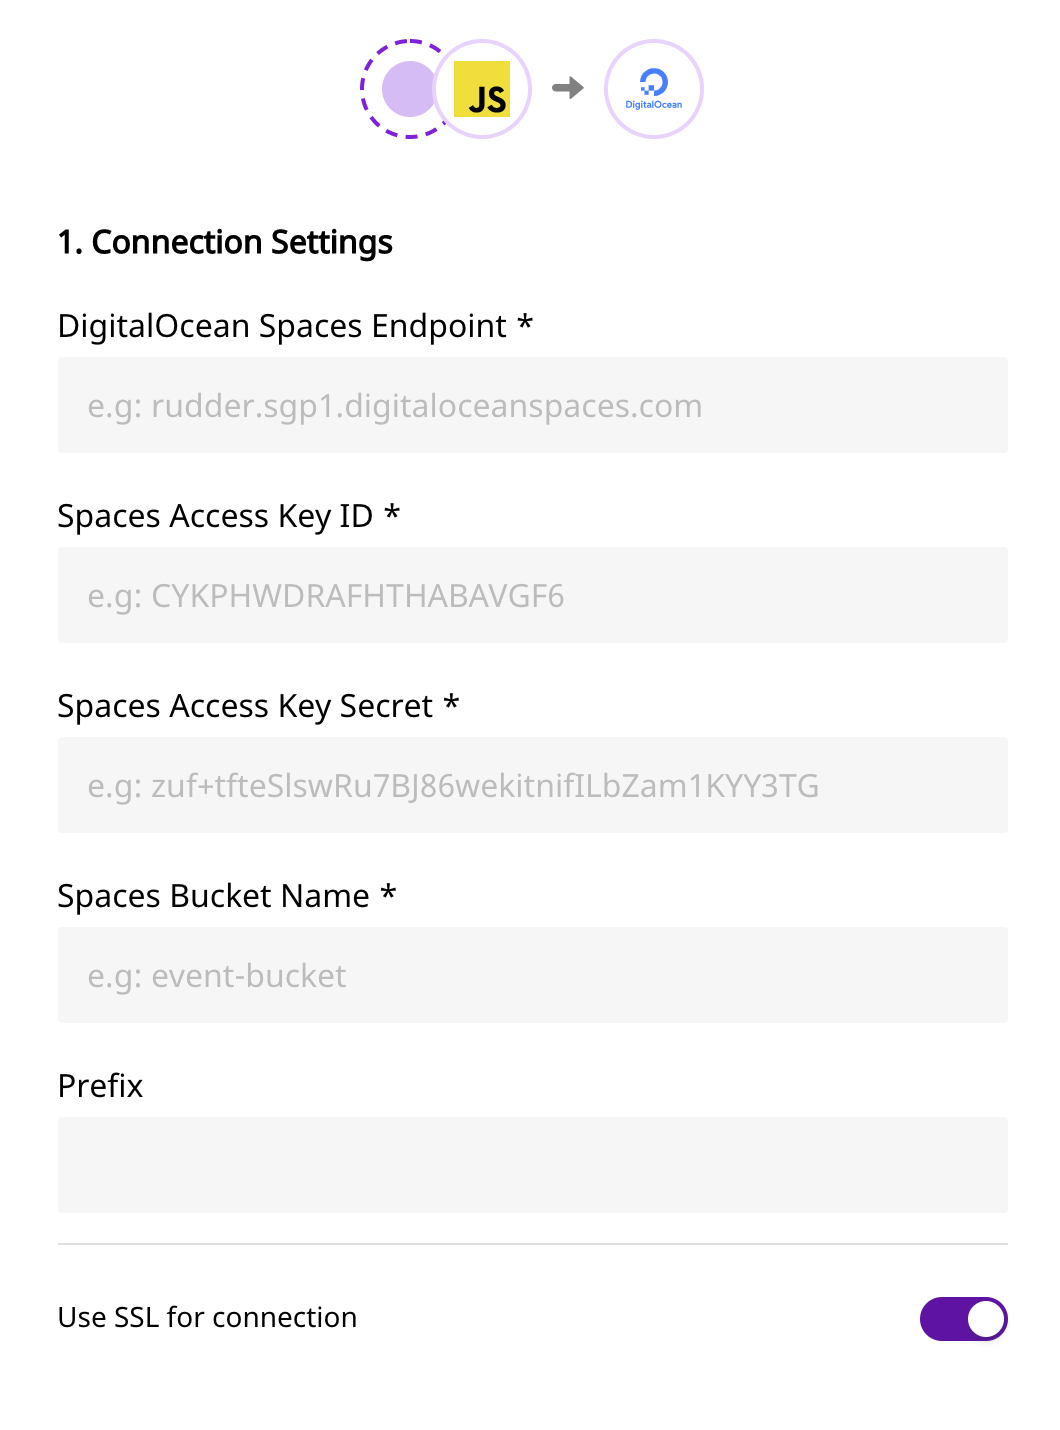 JS
DigitalOcean
1. Connection Settings
DigitalOcean Spaces Endpoint *
e.g: rudder.sgp1.digitaloceanspaces.com
Spaces Access Key ID *
e.g: CYKPHWDRAFHTHABAVGF6
Spaces Access Key Secret *
e.g: zuf+tfteSlswRu7BJ86wekitnifILbZam1KYY3TG
Spaces Bucket Name *
e.g: event-bucket
Prefix
Use SSL for connection